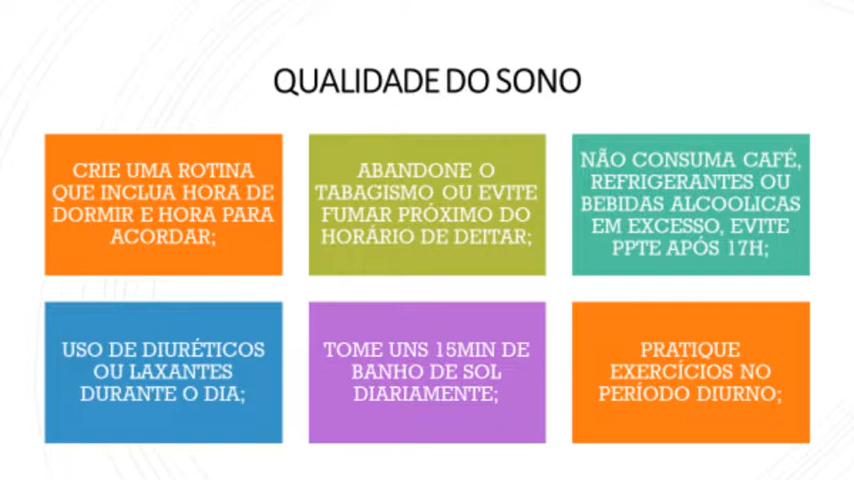 QUALIDADE DO SONO
CRIE UMA ROTINA
QUE INCLUA HORA DE
DORMIR E HORA PARA
ACORDAR;
ABANDONE O
TABAGISMO OU EVITE
FUMAR PRÓXIMO DO
HORÁRIO DE DEITAR;
NÃO CONSUMA CAFÉ,
REFRIGERANTES OU
BEBIDAS ALCOOLICAS
EM EXCESSO, EVITE
PPTE APÓS 17H;
USO DE DIURÉTICOS
OU LAXANTES
DURANTE O DIA;
TOME UNS 15MIN DE
BANHO DE SOL
DIARIAMENTE;
PRATIQUE
EXERCÍCIOS NO
PERÍODO DIURNO;